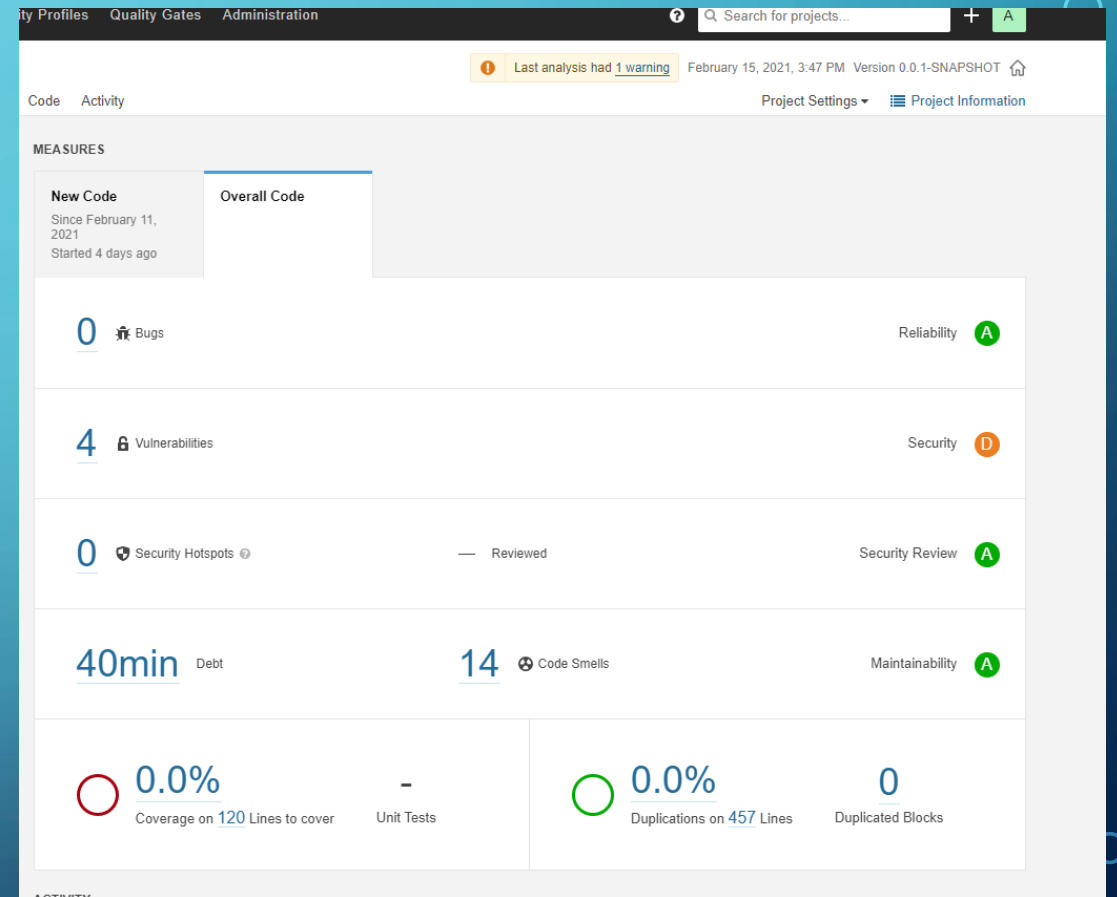 ity Profiles Quality Gates Administration
? Search for projects... + A
! Last analysis had 1 warning February 15, 2021, 3:47 PM Version 0.0.1-SNAPSHOT
Code Activity Project Settings Project Information
MEASURES
New Code Overall Code
Since February 11,
2021
Started 4 days ago
0 Bugs Reliability A
4 Vulnerabilities Security D
0 Security Hotspots ? — Reviewed Security Review A
40min Debt 14 Code Smells Maintainability A
0.0% - 0.0% 0
Coverage on 120 Lines to cover Unit Tests Duplications on 457 Lines Duplicated Blocks
ACTIVITY